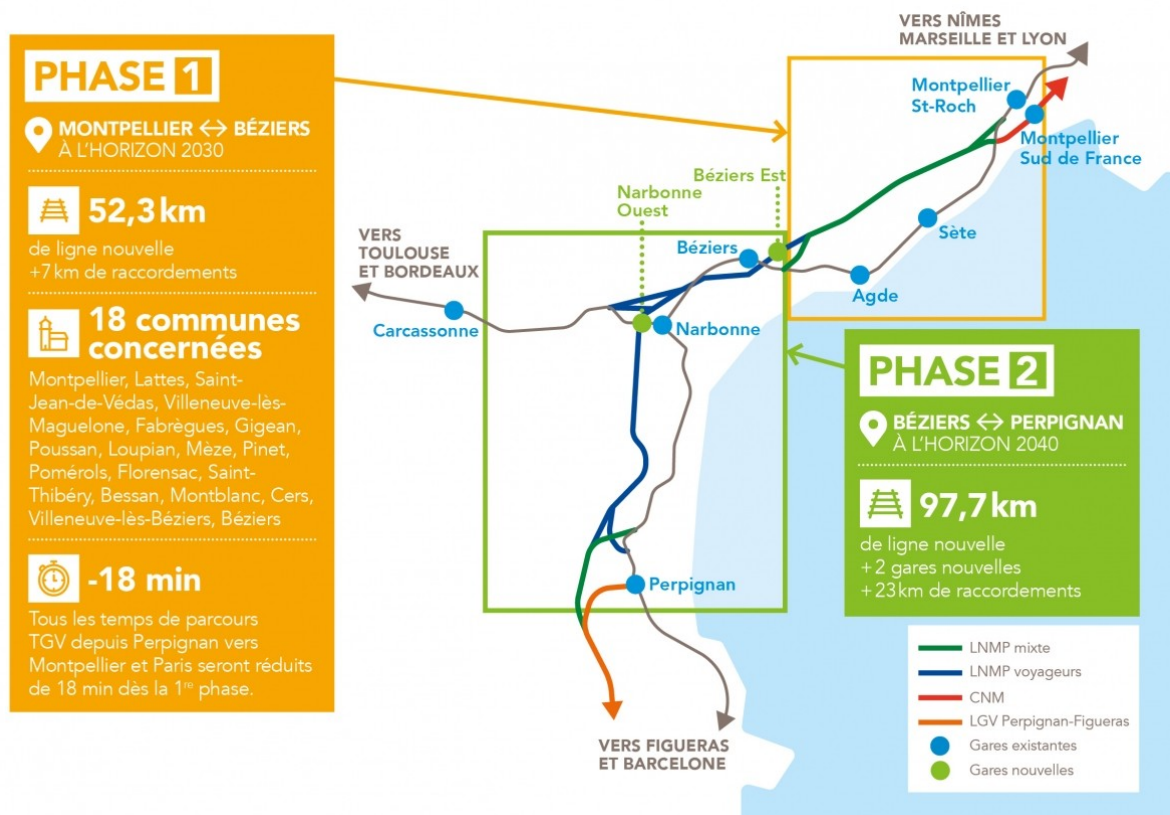 PHASE 1
MONTPELLIER ↔ BÉZIERS
À L'HORIZON 2030
52,3 km
de ligne nouvelle
+7 km de raccordements
18 communes
concernées
Montpellier, Lattes, Saint-
Jean-de-Védas, Villeneuve-lès-
Maguelone, Fabrègues, Gigean,
Poussan, Loupian, Mèze, Pinet,
Pomérols, Florensac, Saint-
Thibéry, Bessan, Montblanc, Cers,
Villeneuve-lès-Béziers, Béziers
-18 min
Tous les temps de parcours
TGV depuis Perpignan vers
Montpellier et Paris seront réduits
de 18 min dès la 1re phase.
VERS NÎMES
MARSEILLE ET LYON
Montpellier
St-Roch
Montpellier
Sud de France
Béziers Est
Narbonne
Ouest
Béziers
Sète
Agde
VERS
TOULOUSE
ET BORDEAUX
Carcassonne
Narbonne
Perpignan
VERS FIGUERAS
ET BARCELONE
PHASE 2
BÉZIERS ↔ PERPIGNAN
À L'HORIZON 2040
97,7 km
de ligne nouvelle
+2 gares nouvelles
+23 km de raccordements
LNMP mixte
LNMP voyageurs
CNM
LGV Perpignan-Figueras
Gares existantes
Gares nouvelles